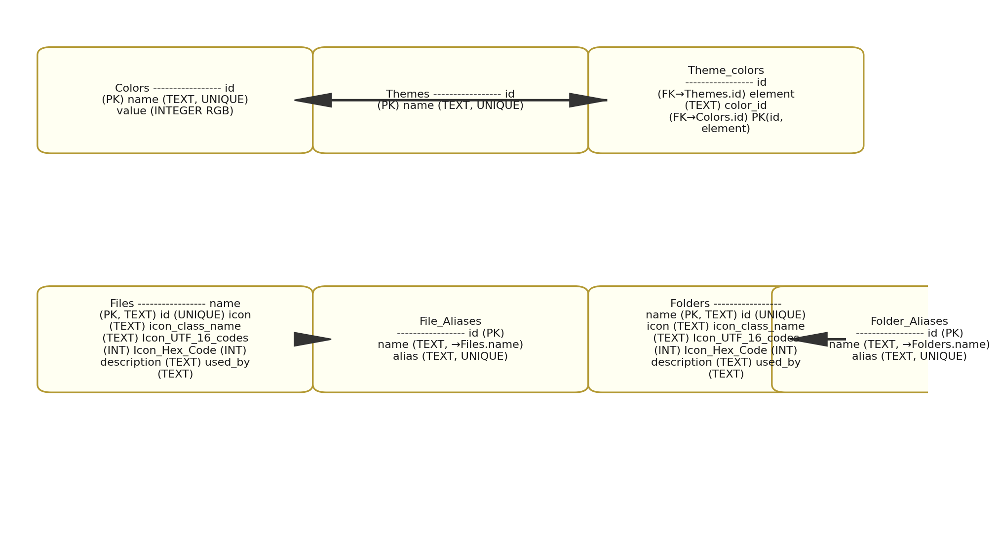 Colors ----------------- id
(PK) name (TEXT, UNIQUE)
value (INTEGER RGB)
Themes ----------------- id
(PK) name (TEXT, UNIQUE)
Theme_colors
----------------- id
(FK→Themes.id) element
(TEXT) color_id
(FK→Colors.id) PK(id,
element)
Files ----------------- name
(PK, TEXT) id (UNIQUE) icon
(TEXT) icon_class_name
(TEXT) Icon_UTF_16_codes
(INT) Icon_Hex_Code (INT)
description (TEXT) used_by
(TEXT)
File_Aliases
----------------- id (PK)
name (TEXT, →Files.name)
alias (TEXT, UNIQUE)
Folders -----------------
name (PK, TEXT) id (UNIQUE)
icon (TEXT) icon_class_name
(TEXT) Icon_UTF_16_codes
(INT) Icon_Hex_Code (INT)
description (TEXT) used_by
(TEXT)
Folder_Aliases
----------------- id (PK)
name (TEXT, →Folders.name)
alias (TEXT, UNIQUE)